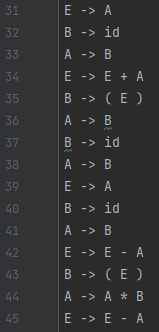 31 E -> A
32 B -> id
33 A -> B
34 E -> E + A
35 B -> ( E )
36 A -> B
37 B -> id
38 A -> B
39 E -> A
40 B -> id
41 A -> B
42 E -> E - A
43 B -> ( E )
44 A -> A * B
45 E -> E - A